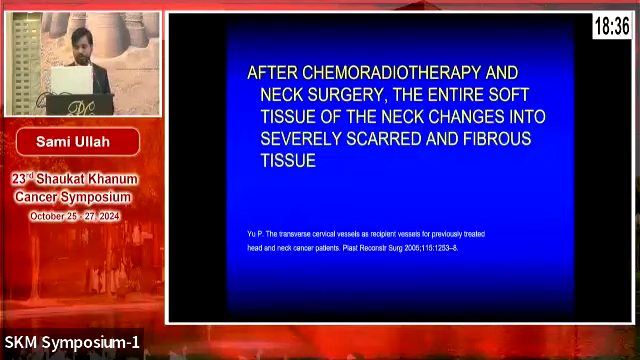 18:36
AFTER CHEMORADIOTHERAPY AND
NECK SURGERY, THE ENTIRE SOFT
TISSUE OF THE NECK CHANGES INTO
SEVERELY SCARRED AND FIBROUS
TISSUE
Yu P. The transverse cervical vessels as recipient vessels for previously treated
head and neck cancer patients. Plast Reconstr Surg 2005;115:1253–8.
Sami Ullah
23rd Shaukat Khanum
Cancer Symposium
October 25 - 27, 2024
SKM Symposium-1